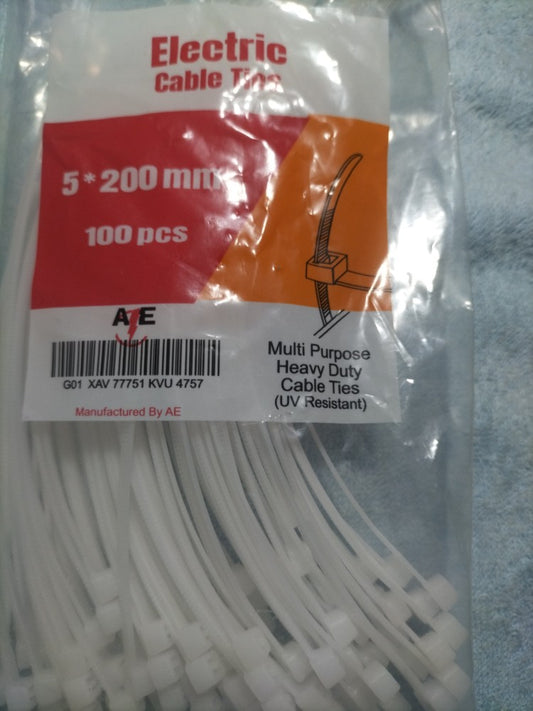 Electric
Cable Ties
5*200 mm
100 pcs
AE
G01 XAV 77751 KVU 4757
Manufactured By AE
Multi Purpose
Heavy Duty
Cable Ties
(UV Resistant)